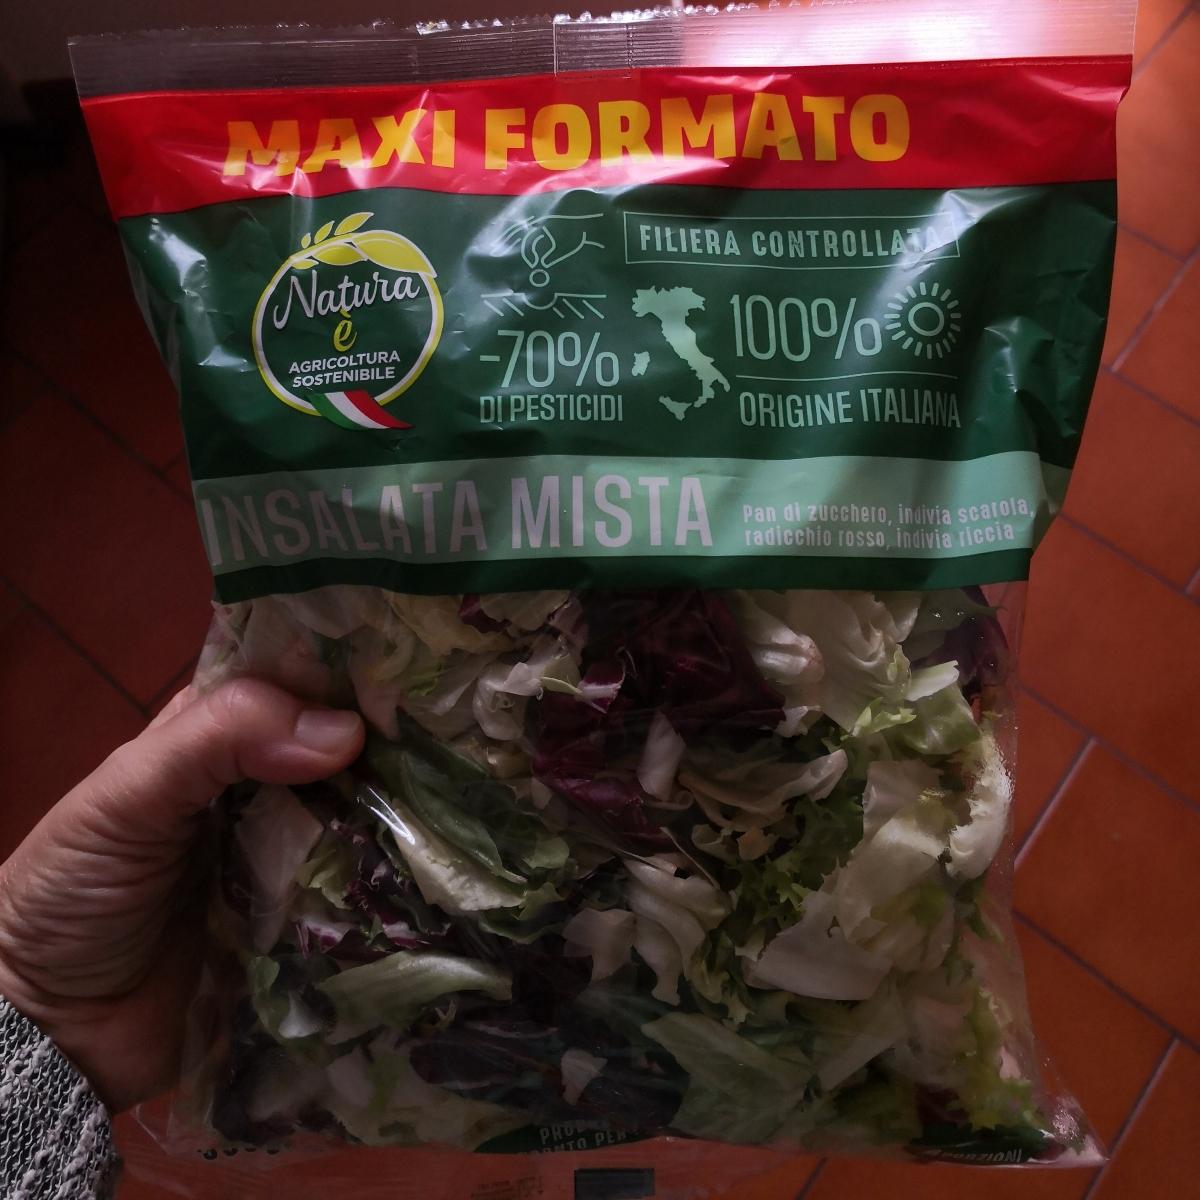 MAXI FORMATO
Natura
è
AGRICOLTURA
SOSTENIBILE
-70%
DI PESTICIDI
FILIERA CONTROLLATA
100%
ORIGINE ITALIANA
INSALATA MISTA
Pan di zucchero, indivia scarola,
radicchio rosso, indivia riccia